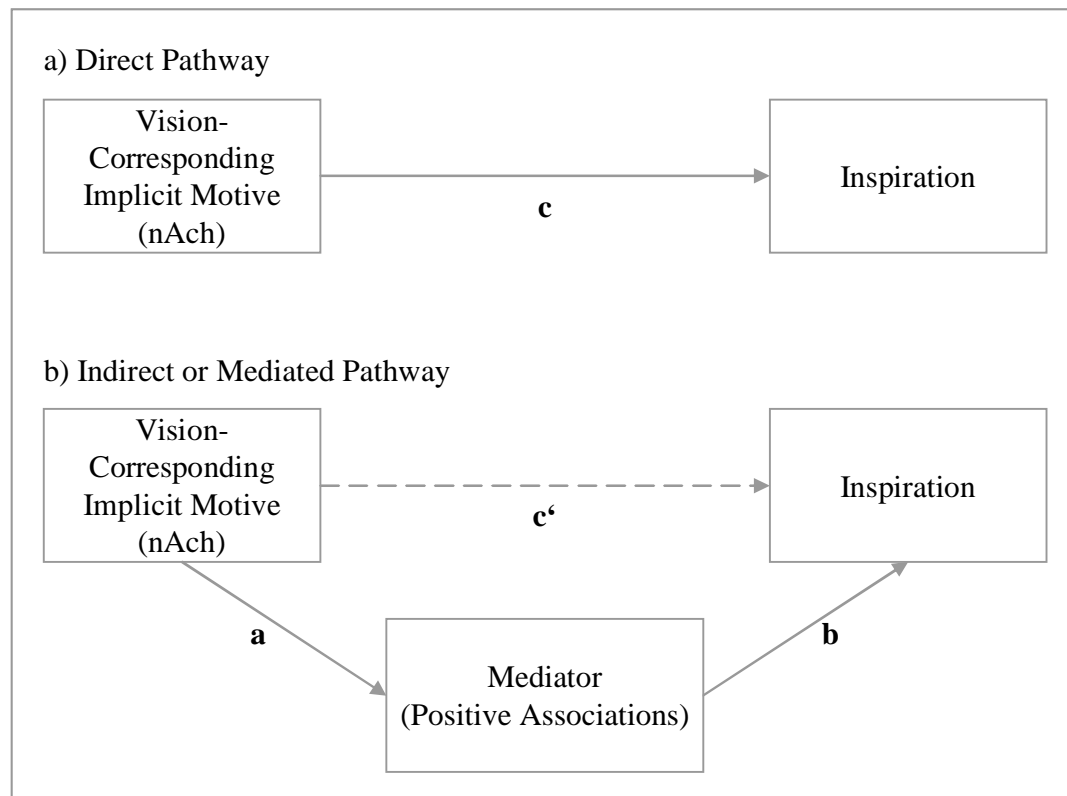 a) Direct Pathway
Vision-
Corresponding
Implicit Motive
(nAch)
c
Inspiration
b) Indirect or Mediated Pathway
Vision-
Corresponding
Implicit Motive
(nAch)
c‘
Inspiration
a
b
Mediator
(Positive Associations)